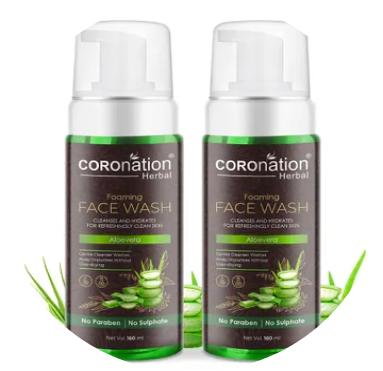 CORONation®
Herbal
Foaming
FACE WASH
CLEANSES AND HYDRATES
FOR REFRESHINGLY CLEAN SKIN
Aloevera
No Paraben | No Sulphate
Net Vol. 160 ml
CORONation®
Herbal
Foaming
FACE WASH
CLEANSES AND HYDRATES
FOR REFRESHINGLY CLEAN SKIN
Aloevera
No Paraben | No Sulphate
Net Vol. 160 ml